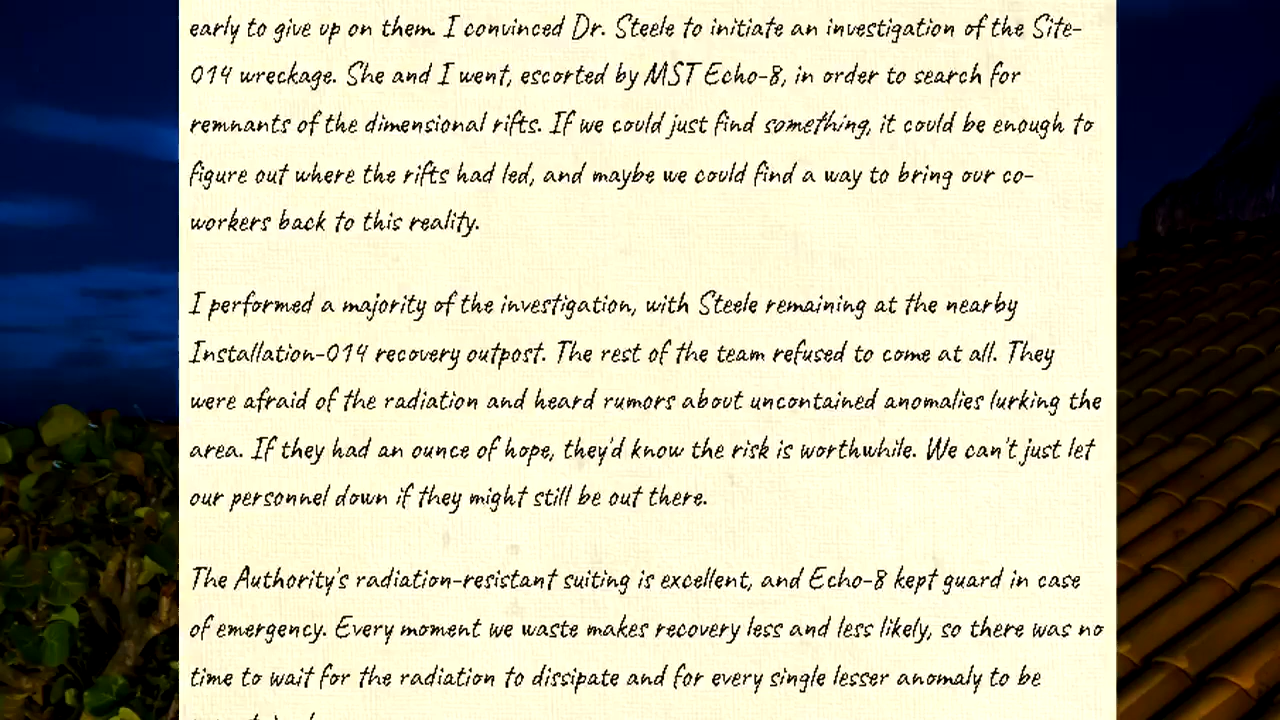 early to give up on them. I convinced Dr. Steele to initiate an investigation of the Site-
014 wreckage. She and I went, escorted by MST Echo-8, in order to search for
remnants of the dimensional rifts. If we could just find something, it could be enough to
figure out where the rifts had led, and maybe we could find a way to bring our co-
workers back to this reality.
I performed a majority of the investigation, with Steele remaining at the nearby
Installation-014 recovery outpost. The rest of the team refused to come at all. They
were afraid of the radiation and heard rumors about uncontained anomalies lurking the
area. If they had an ounce of hope, they'd know the risk is worthwhile. We can't just let
our personnel down if they might still be out there.
The Authority's radiation-resistant suiting is excellent, and Echo-8 kept guard in case
of emergency. Every moment we waste makes recovery less and less likely, so there was no
time to wait for the radiation to dissipate and for every single lesser anomaly to be